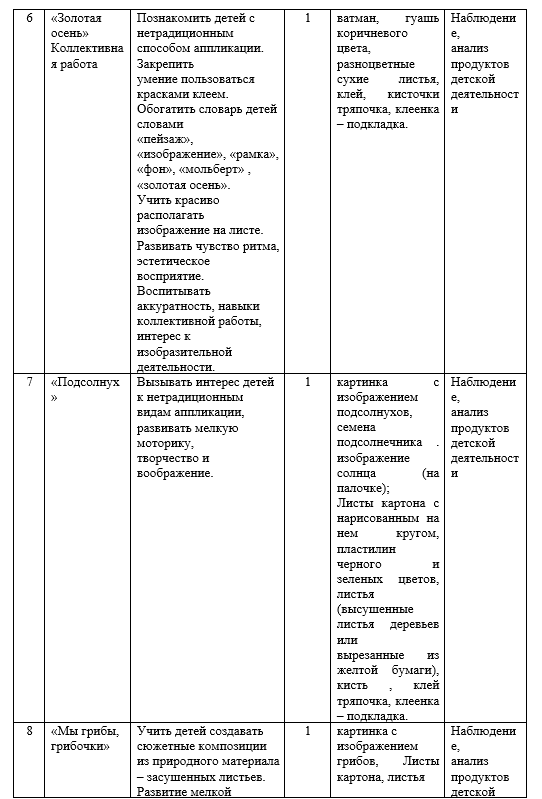 6
«Золотая
осень»
Коллективна
я работа
Познакомить детей с
нетрадиционным
способом аппликации.
Закрепить
умение пользоваться
красками клеем.
Обогатить словарь детей
словами
«пейзаж»,
«изображение», «рамка»,
«фон», «мольберт» ,
«золотая осень».
Учить красиво
располагать
изображение на листе.
Развивать чувство ритма,
эстетическое
восприятие.
Воспитывать
аккуратность, навыки
коллективной работы,
интерес к
изобразительной
деятельности.
1
ватман, гуашь
коричневого
цвета,
разноцветные
сухие листья,
клей, кисточки
тряпочка, клеенка
– подкладка.
Наблюдени
е,
анализ
продуктов
детской
деятельност
и
7
«Подсолнух
»
Вызывать интерес детей
к нетрадиционным
видам аппликации,
развивать мелкую
моторику,
творчество и
воображение.
1
картинка с
изображением
подсолнухов,
семена
подсолнечника .
изображение
солнца (на
палочке);
Листы картона с
нарисованным на
нем кругом,
пластилин
черного и
зеленых цветов,
листья
(высушенные
листья деревьев
или
вырезанные из
желтой бумаги),
кисть , клей
тряпочка, клеенка
– подкладка.
Наблюдени
е,
анализ
продуктов
детской
деятельност
и
8
«Мы грибы,
грибочки»
Учить детей создавать
сюжетные композиции
из природного материала
– засушенных листьев.
Развитие мелкой
1
картинка с
изображением
грибов, Листы
картона, листья
Наблюдени
е,
анализ
продуктов
детской